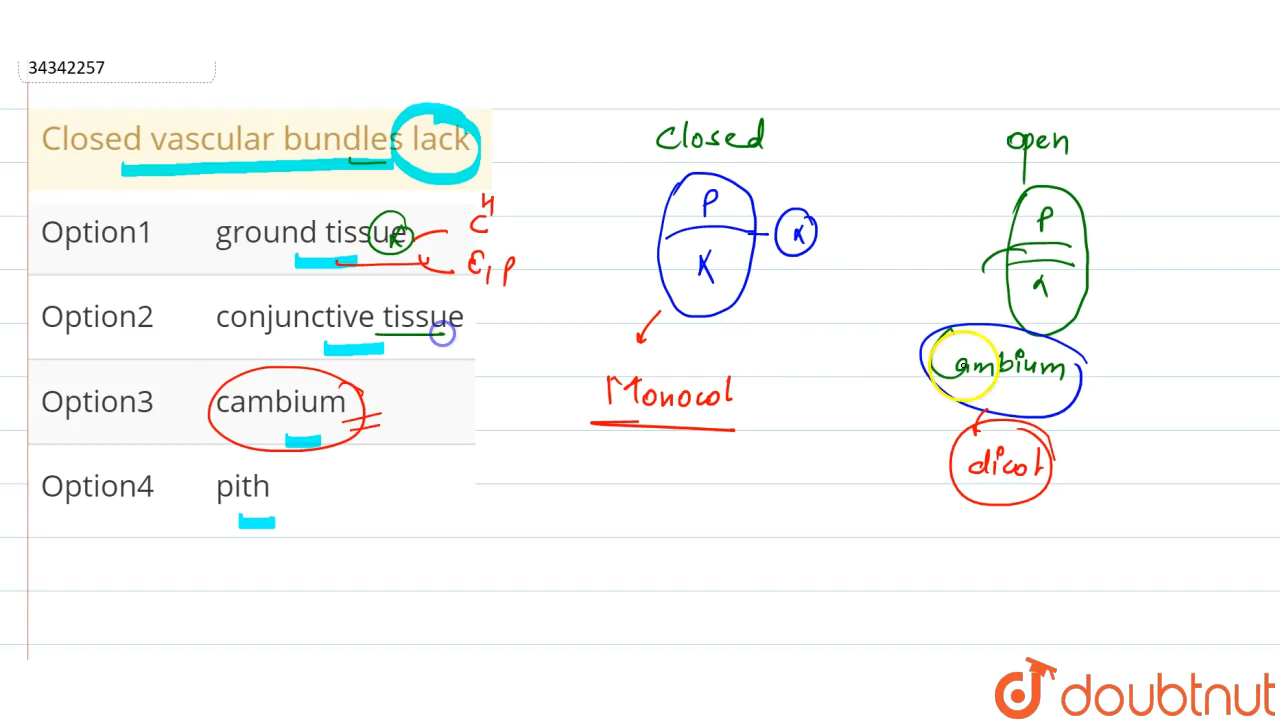 34342257
Closed vascular bundles lack
Option1 ground tissue
Option2 conjunctive tissue
Option3 cambium
Option4 pith
Closed
P
K
Monocol
open
P
Cambium
dicot
doubtnut